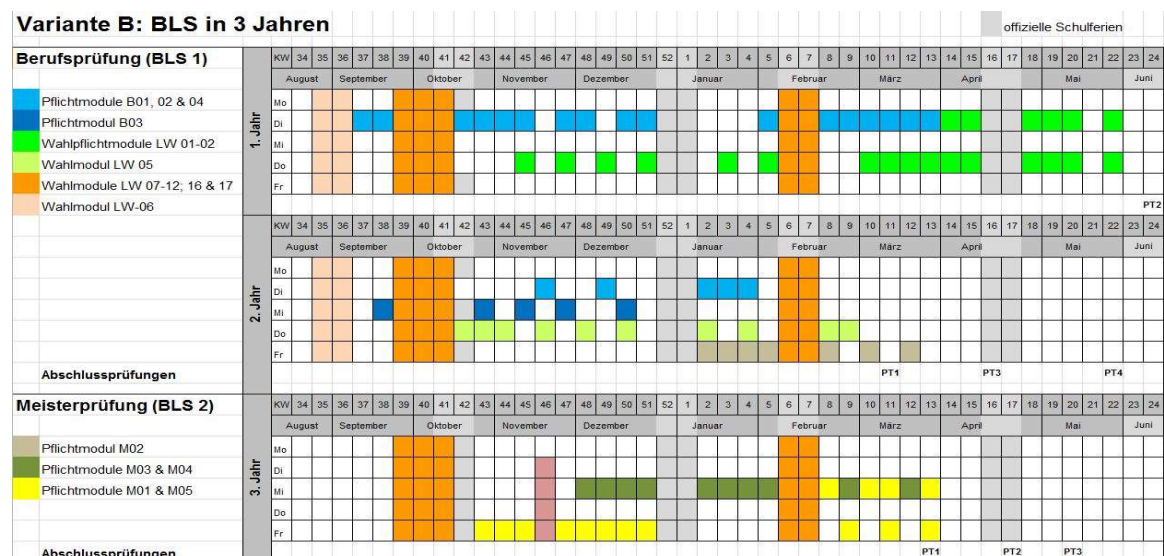 Variante B: BLS in 3 Jahren
offizielle Schulferien
Berufsprüfung (BLS 1)
KW 34 35 36 37 38 39 40 41 42 43 44 45 46 47 48 49 50 51 52 1 2 3 4 5 6 7 8 9 10 11 12 13 14 15 16 17 18 19 20 21 22 23 24
August September Oktober November Dezember Januar Februar März April Mai Juni
1. Jahr
Pflichtmodule B01, 02 & 04
Mo
Pflichtmodul B03
Di
Wahlpflichtmodule LW 01-02
Mi
Wahlmodul LW 05
Do
Wahlmodule LW 07-12; 16 & 17
Fr
Wahlmodul LW-06
PT2
KW 34 35 36 37 38 39 40 41 42 43 44 45 46 47 48 49 50 51 52 1 2 3 4 5 6 7 8 9 10 11 12 13 14 15 16 17 18 19 20 21 22 23 24
August September Oktober November Dezember Januar Februar März April Mai Juni
2. Jahr
Mo
Di
Mi
Do
Fr
Abschlussprüfungen
PT1 PT3 PT4
Meisterprüfung (BLS 2)
KW 34 35 36 37 38 39 40 41 42 43 44 45 46 47 48 49 50 51 52 1 2 3 4 5 6 7 8 9 10 11 12 13 14 15 16 17 18 19 20 21 22 23 24
August September Oktober November Dezember Januar Februar März April Mai Juni
3. Jahr
Pflichtmodul M02
Mo
Pflichtmodule M03 & M04
Di
Pflichtmodule M01 & M05
Mi
Do
Fr
Abschlussprüfungen
PT1 PT2 PT3